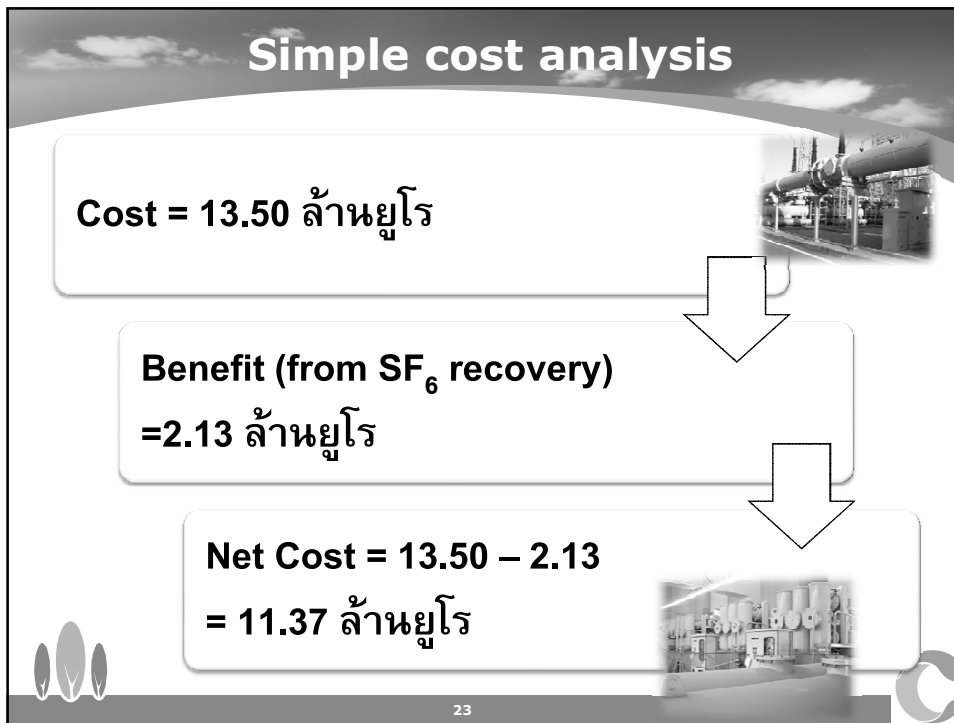 Simple cost analysis
Cost = 13.50 ล้านยูโร
Benefit (from SF₆ recovery)
=2.13 ล้านยูโร
Net Cost = 13.50 – 2.13
= 11.37 ล้านยูโร
23